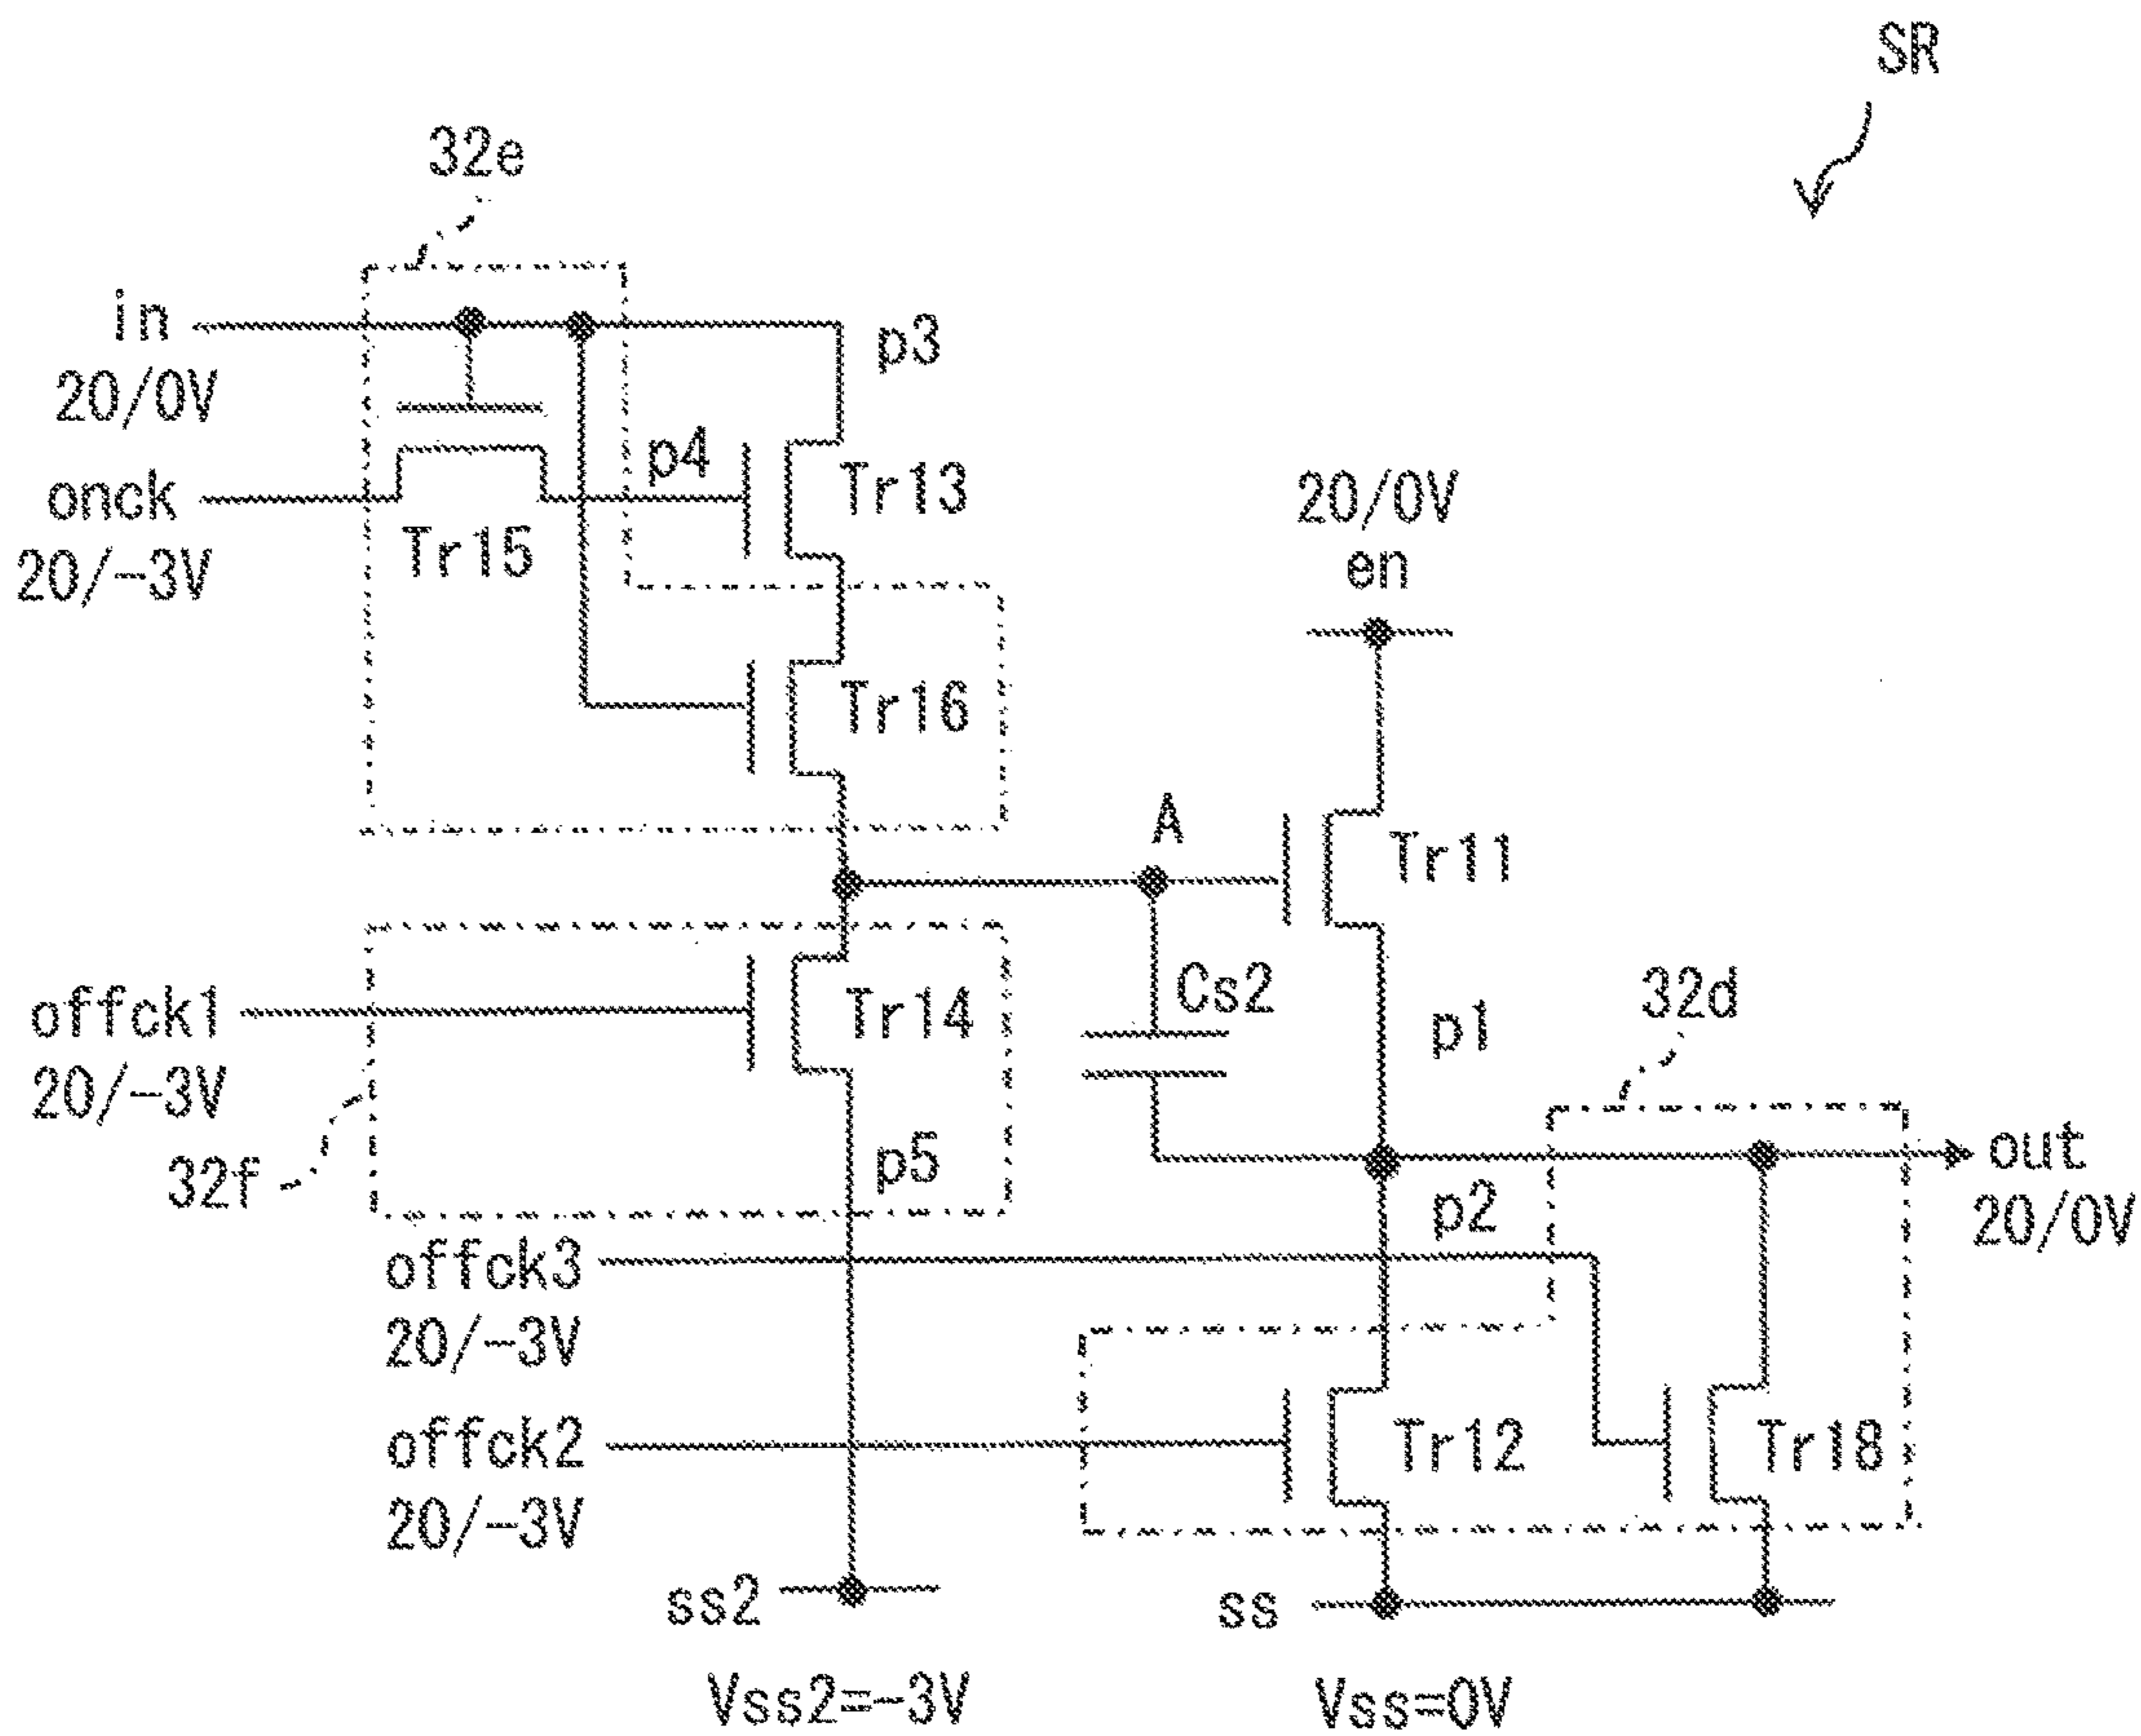 SR
32e
in
20/0V
p3
onck
20/-3V
p4
Tr13
Tr15
20/0V
en
Tr16
A
Tr11
offck1
20/-3V
Tr14
Cs2
p1
32d
32f
p5
out
20/0V
p2
offck3
20/-3V
offck2
20/-3V
Tr12
Tr18
ss2
ss
Vss2=-3V
Vss=0V